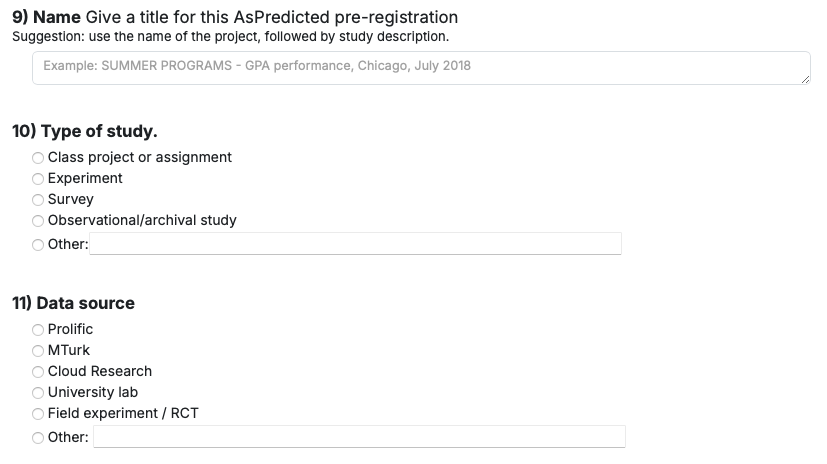 9) Name Give a title for this AsPredicted pre-registration
Suggestion: use the name of the project, followed by study description.
Example: SUMMER PROGRAMS - GPA performance, Chicago, July 2018
10) Type of study.
Class project or assignment
Experiment
Survey
Observational/archival study
Other:
11) Data source
Prolific
MTurk
Cloud Research
University lab
Field experiment / RCT
Other: